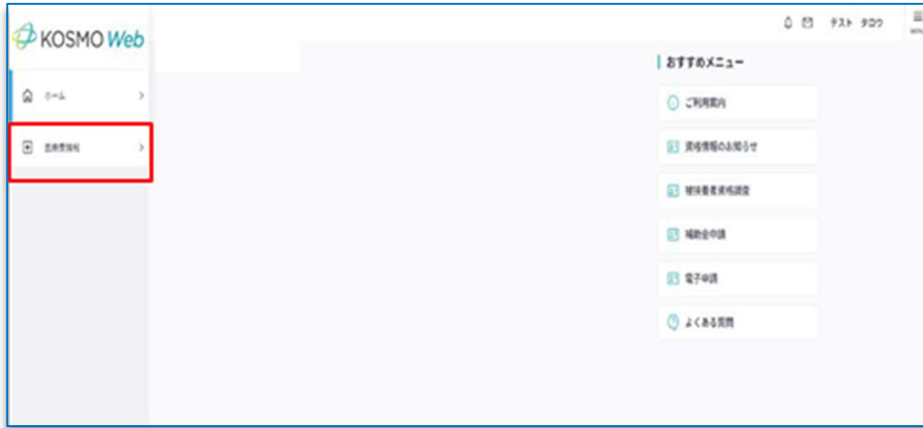 KOSMO Web
ホーム
医療費情報
テスト タロウ
MENU
おすすめメニュー
ご利用案内
資格情報のお知らせ
被扶養者資格調査
補助金申請
電子申請
よくある質問